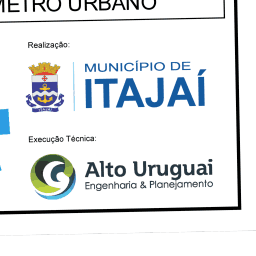 METRO URBANO
Realização:
MUNICÍPIO DE
ITAJAÍ
Execução Técnica:
Alto Uruguai
Engenharia & Planejamento